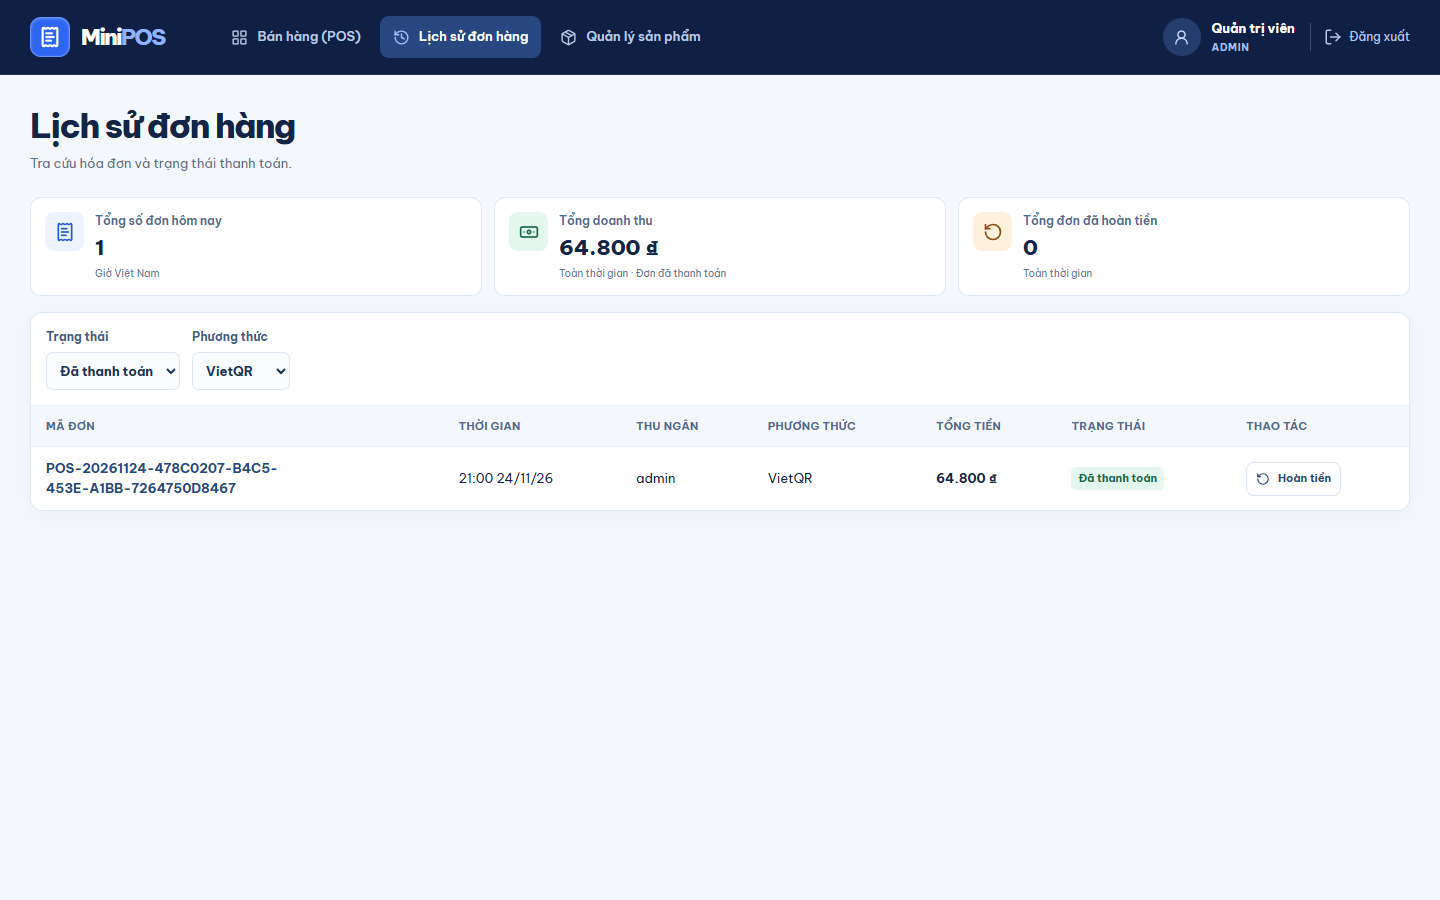 MiniPOS
Bán hàng (POS)
Lịch sử đơn hàng
Quản lý sản phẩm
Quản trị viên
ADMIN
Đăng xuất
Lịch sử đơn hàng
Tra cứu hóa đơn và trạng thái thanh toán.
Tổng số đơn hôm nay
1
Giờ Việt Nam
Tổng doanh thu
64.800 ₫
Toàn thời gian · Đơn đã thanh toán
Tổng đơn đã hoàn tiền
0
Toàn thời gian
Trạng thái
Phương thức
Đã thanh toán
VietQR
MÃ ĐƠN THỜI GIAN THU NGÂN PHƯƠNG THỨC TỔNG TIỀN TRẠNG THÁI THAO TÁC
POS-20261124-478C0207-B4C5-
453E-A1BB-7264750D8467
21:00 24/11/26 admin VietQR 64.800 ₫ Đã thanh toán Hoàn tiền